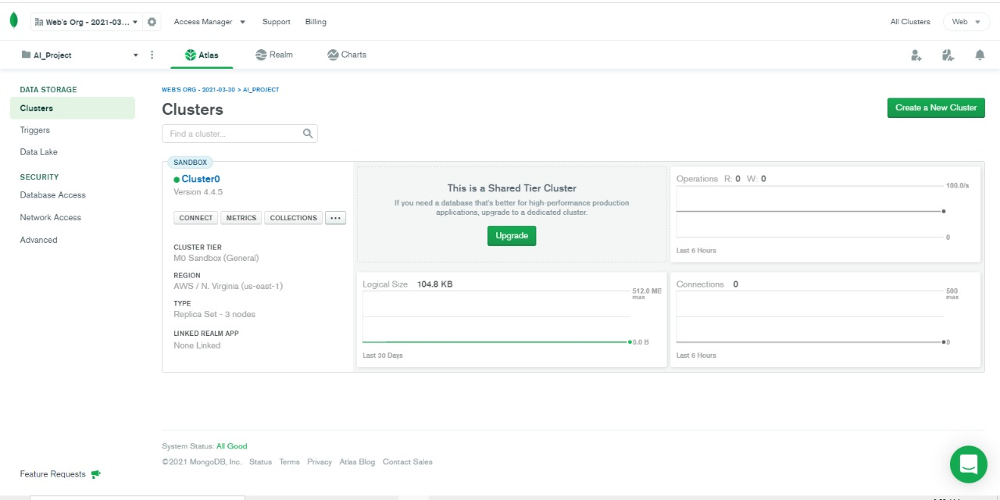 Web's Org - 2021-03...
Access Manager
Support
Billing
All Clusters
Web
AI_Project
Atlas
Realm
Charts
DATA STORAGE
Clusters
Triggers
Data Lake
SECURITY
Database Access
Network Access
Advanced
Feature Requests
WEB'S ORG - 2021-03-30 > AI_PROJECT
Clusters
Create a New Cluster
Find a cluster...
SANDBOX
Cluster0
Version 4.4.5
CONNECT
METRICS
COLLECTIONS
...
CLUSTER TIER
M0 Sandbox (General)
REGION
AWS / N. Virginia (us-east-1)
TYPE
Replica Set - 3 nodes
LINKED REALM APP
None Linked
This is a Shared Tier Cluster
If you need a database that's better for high-performance production
applications, upgrade to a dedicated cluster.
Upgrade
Operations R: 0 W: 0
100.0/s
0
Last 6 Hours
Logical Size 104.8 KB
512.0 MB
max
0.0 B
Last 30 Days
Connections 0
500
max
0
Last 6 Hours
System Status: All Good
©2021 MongoDB, Inc. Status Terms Privacy Atlas Blog Contact Sales